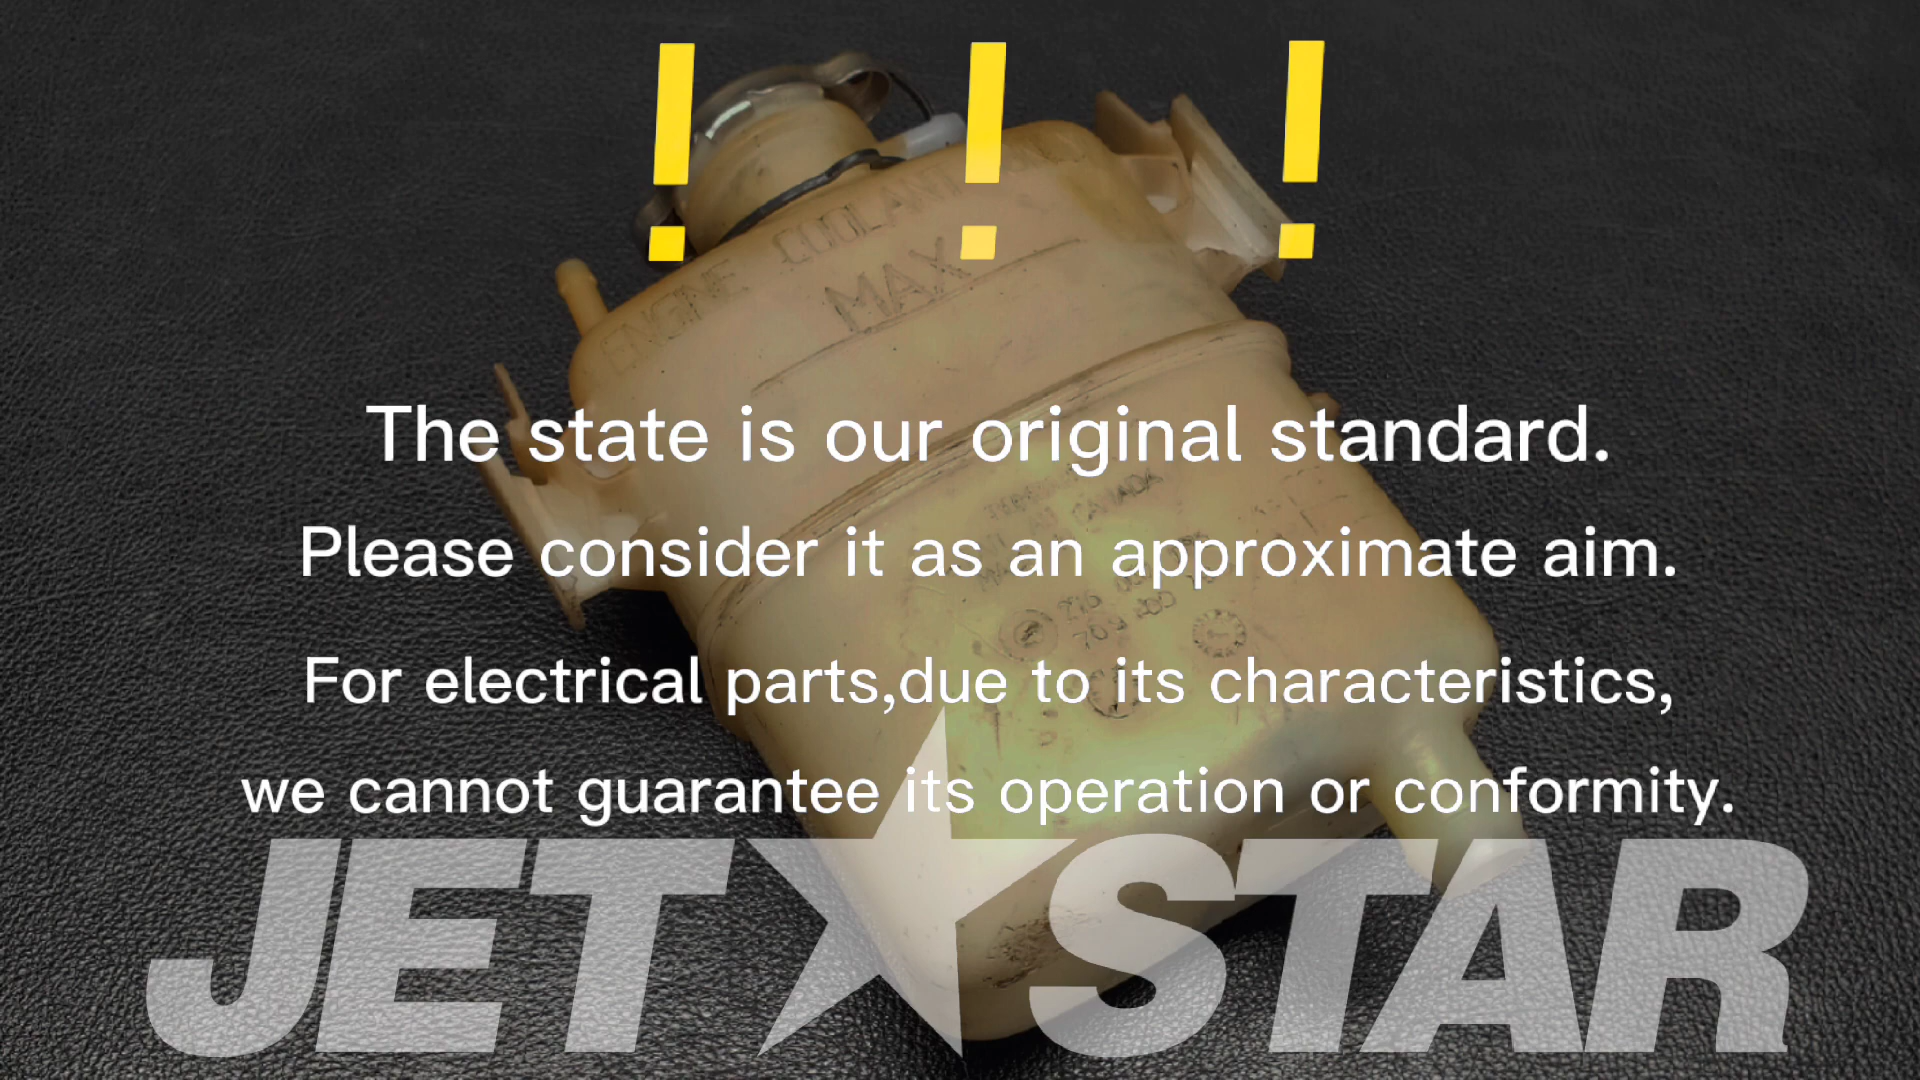 ! ! !
ENGINE COOLANT
MAX
The state is our original standard.
Please consider it as an approximate aim.
CANADA
For electrical parts,due to its characteristics,
we cannot guarantee its operation or conformity.
JET★STAR